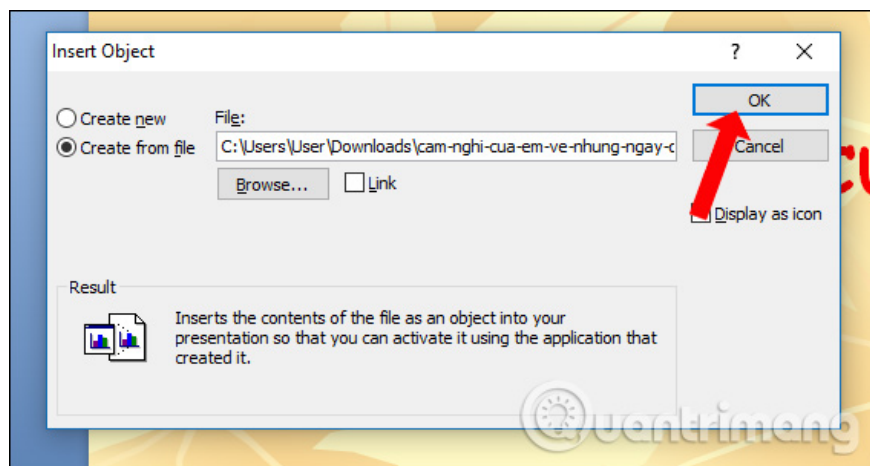 Insert Object
?
Create new
File:
OK
Create from file
C:\Users\User\Downloads\cam-nghi-cua-em-ve-nhung-ngay-c
Cancel
Browse...
Link
Display as icon
Result
Inserts the contents of the file as an object into your
presentation so that you can activate it using the application that
created it.
Quantrimang